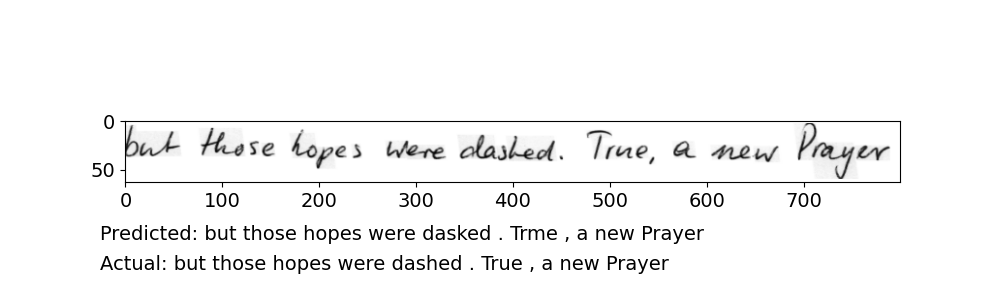 0
but those hopes were dashed. True, a new Prayer
50
0 100 200 300 400 500 600 700
Predicted: but those hopes were dasked . Trme , a new Prayer
Actual: but those hopes were dashed . True , a new Prayer